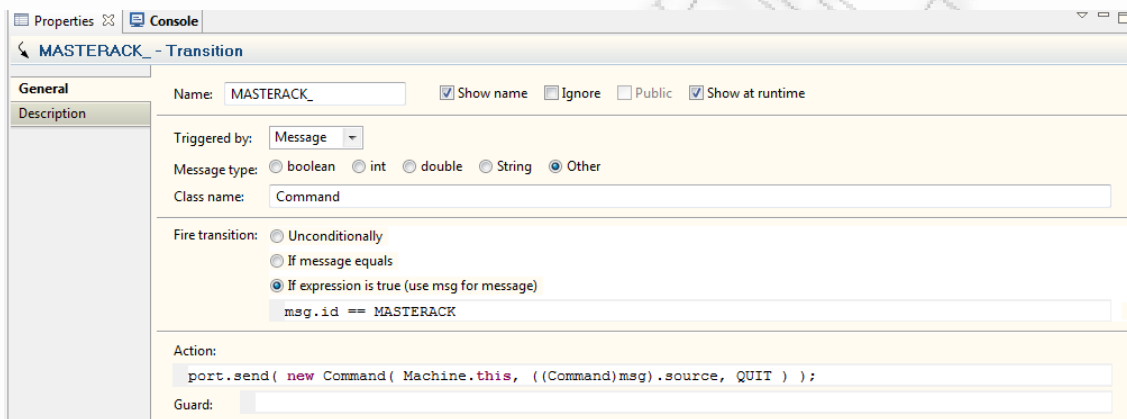 Properties Console
MASTERACK_ - Transition
General
Description
Name: MASTERACK_ Show name Ignore Public Show at runtime
Triggered by: Message
Message type: boolean int double String Other
Class name: Command
Fire transition: Unconditionally
If message equals
If expression is true (use msg for message)
msg.id == MASTERACK
Action:
port.send( new Command( Machine.this, ((Command)msg).source, QUIT ) );
Guard: